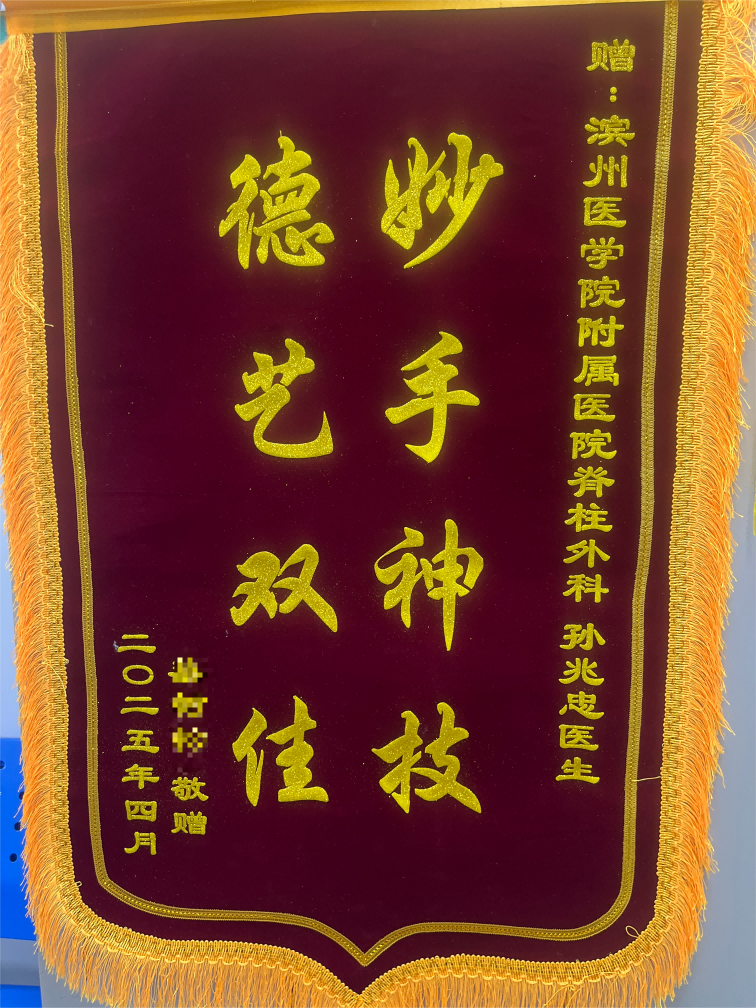 赠：滨州医学院附属医院脊柱外科 孙兆忠医生
妙手神技
德艺双佳
敬赠
二〇二五年四月